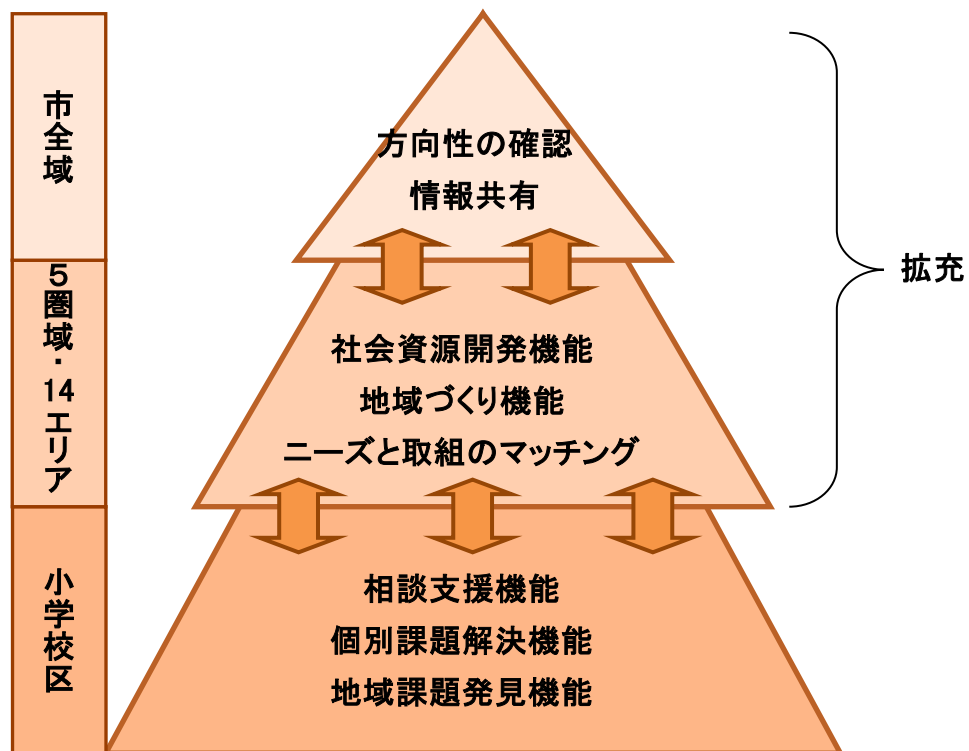 市全域
方向性の確認
情報共有
拡充
5圏域・14エリア
社会資源開発機能
地域づくり機能
ニーズと取組のマッチング
小学校区
相談支援機能
個別課題解決機能
地域課題発見機能